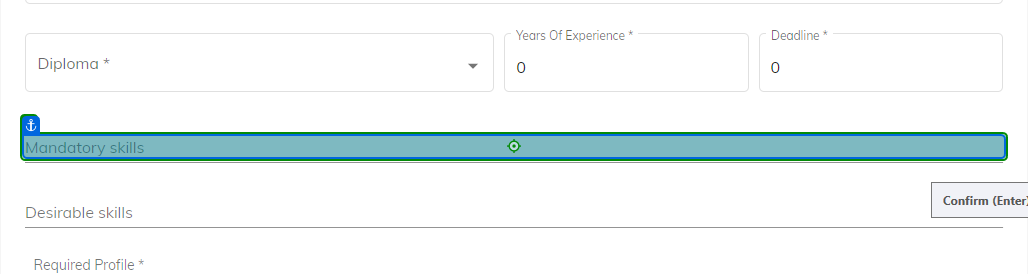 Years Of Experience * Deadline *
Diploma * 0 0
Mandatory skills
Confirm (Enter)
Desirable skills
Required Profile *